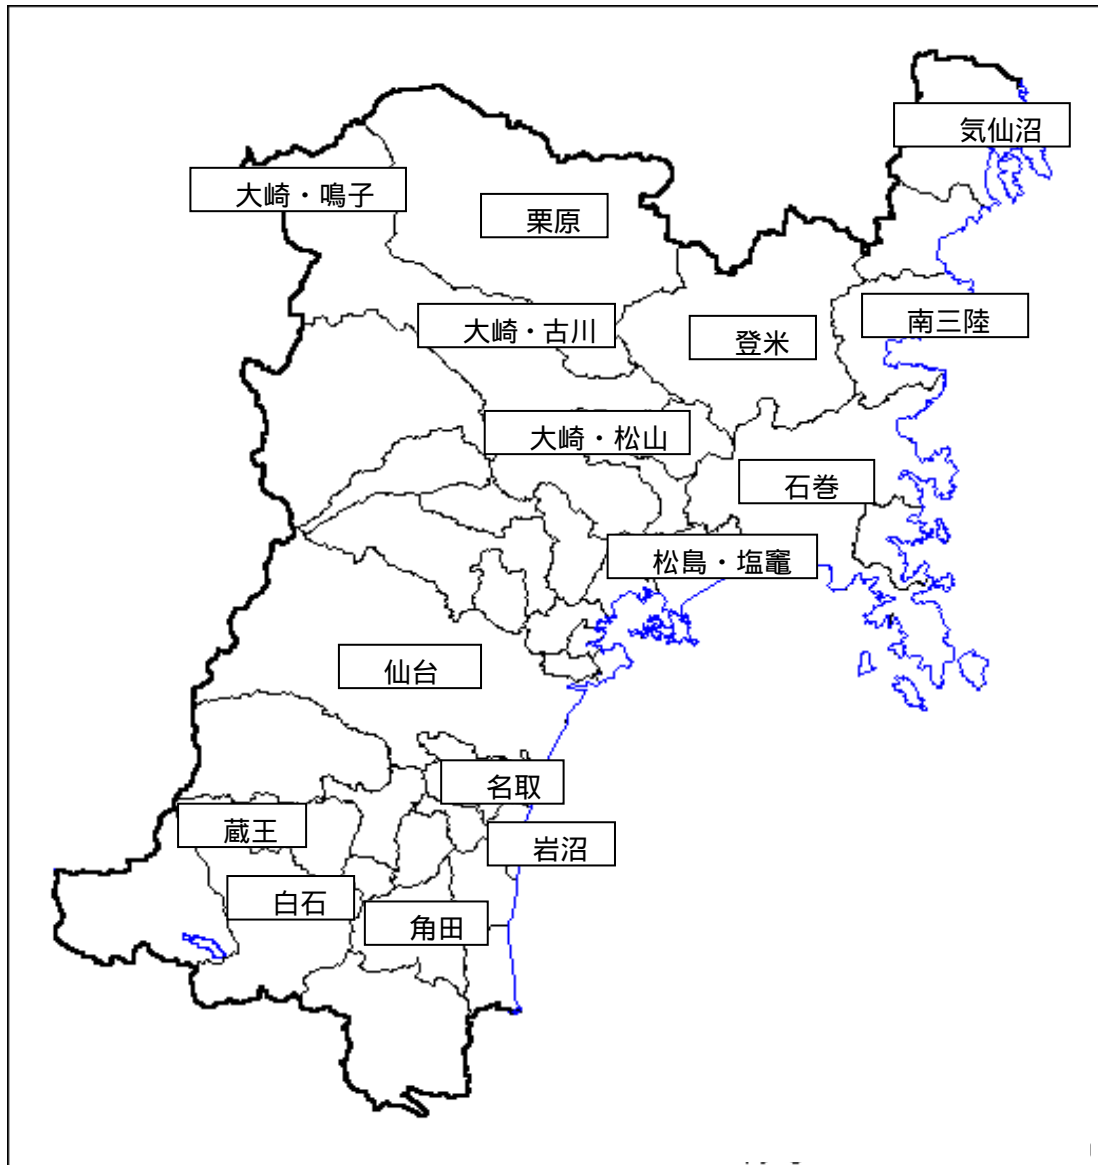 気仙沼
大崎・鳴子
栗原
南三陸
大崎・古川
登米
大崎・松山
石巻
松島・塩竈
仙台
名取
蔵王
岩沼
白石
角田